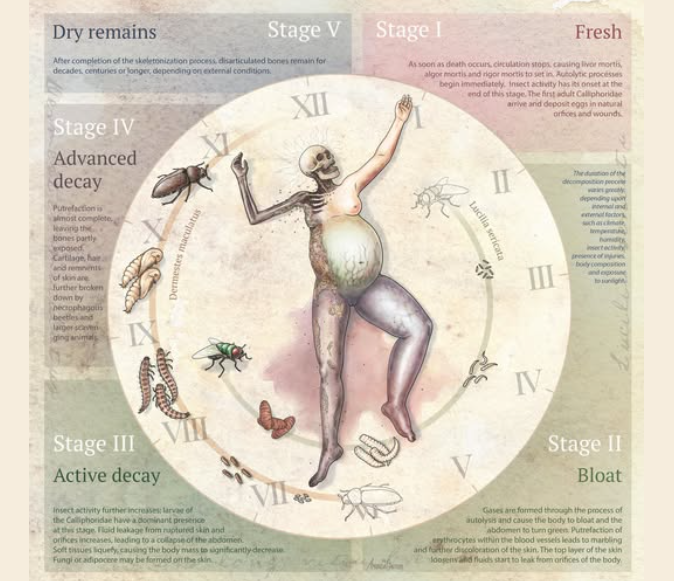 Dry remains
Stage V
After completion of the skeletonization process, disarticulated bones remain for
decades, centuries or longer, depending on external conditions.
Stage I
Fresh
As soon as death occurs, circulation stops, causing livor mortis,
algor mortis and rigor mortis to set in. Autolytic processes
begin immediately. Insect activity has its onset at the
end of this stage. The first adult Calliphoridae
arrive and deposit eggs in natural
orifices and wounds.
Stage IV
Advanced
decay
Putrefaction is
almost complete,
leaving the
bones partly
exposed.
Cartilage, hair
and remnents
of skin are
further broken
down by
necrophagous
beetles and
larger scaven-
ging animals.
The duration of the
decomposition process
varies greatly,
depending upon
internal and
external factors,
such as climate,
temperature,
humidity,
insect activity,
presence of injuries,
body composition
and exposure
to sunlight.
XII
I
II
III
IV
V
VII
VIII
IX
X
XI
Dermestes maculatus
Lucilia sericata
Stage III
Active decay
Insect activity further increases; larvae of
the Calliphoridae have a dominant presence
at this stage. Fluid leakage from ruptured skin and
orifices increases, leading to a collapse of the abdomen.
Soft tissues liquefy, causing the body mass to significantly decrease.
Fungi or adipocere may be formed on the skin.
Stage II
Bloat
Gases are formed through the process of
autolysis and cause the body to bloat and the
abdomen to turn green. Putrefaction of
erythrocytes within the blood vessels leads to marbling
and further discoloration of the skin. The top layer of the skin
loosens and fluids start to leak from orifices of the body.